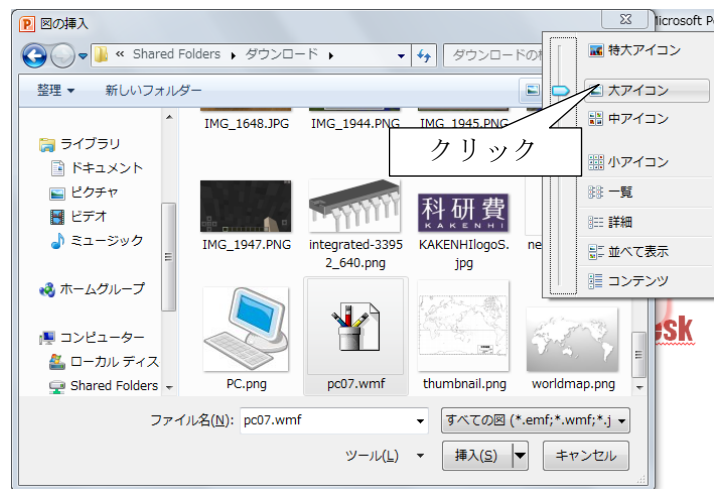 図の挿入
Microsoft P
« Shared Folders ▸ ダウンロード ▸
ダウンロードの
整理 ▼ 新しいフォルダー
ライブラリ
ドキュメント
ピクチャ
ビデオ
ミュージック
ホームグループ
コンピューター
ローカル ディス
Shared Folders
IMG_1648.JPG
IMG_1944.PNG
IMG_1945.PNG
IMG_1947.PNG
integrated-3395
2_640.png
科研費
KAKENHI
KAKENHIlogoS.
jpg
ne
PC.png
pc07.wmf
thumbnail.png
worldmap.png
クリック
特大アイコン
大アイコン
中アイコン
小アイコン
一覧
詳細
並べて表示
コンテンツ
esk
ファイル名(N): pc07.wmf
すべての図 (*.emf;*.wmf;*.j
ツール(L)
挿入(S)
キャンセル